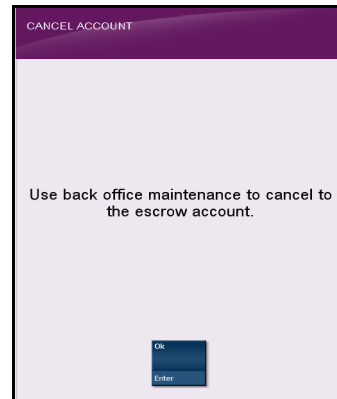 CANCEL ACCOUNT
Use back office maintenance to cancel to
the escrow account.
Ok
Enter